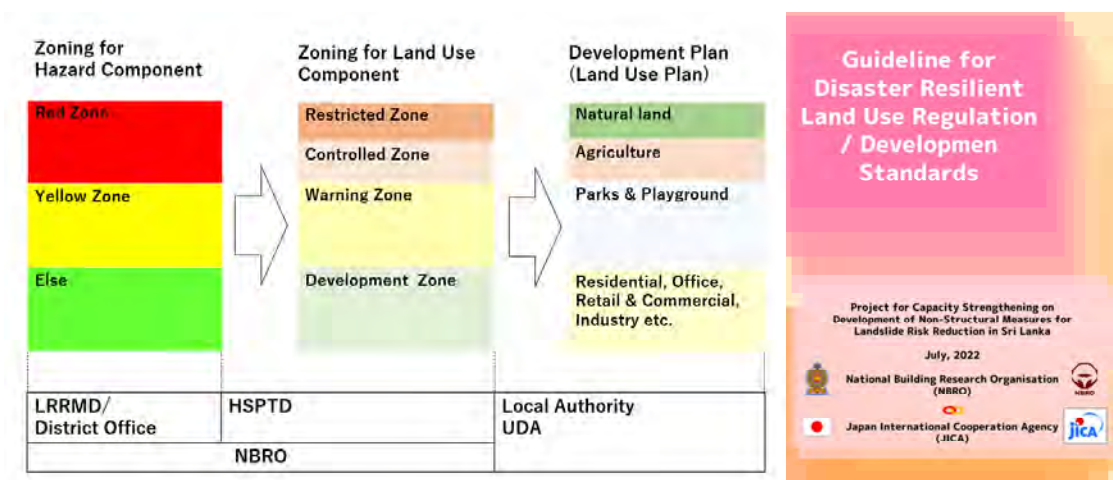 Zoning for
Hazard Component
Zoning for Land Use
Component
Development Plan
(Land Use Plan)
Red Zonn
Restricted Zone
Natural land
Controlled Zone
Agriculture
Yellow Zone
Warning Zone
Parks & Playground
Else
Development Zone
Residential, Office,
Retail & Commercial,
Industry etc.
LRRMD/
District Office
HSPTD
Local Authority
UDA
NBRO
Guideline for
Disaster Resilient
Land Use Regulation
/ Developmen
Standards
Project for Capacity Strengthening on
Development of Non-Structural Measures for
Landslide Risk Reduction in Sri Lanka
July, 2022
National Building Research Organisation
(NBRO)
NBRO
Japan International Cooperation Agency
(JICA)
jICA